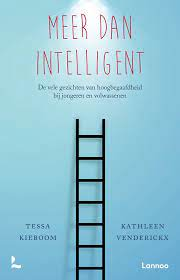 MEER DAN
INTELLIGENT
De vele gezichten van hoogbegaafdheid
bij jongeren en volwassenen
TESSA
KIEBOOM
KATHLEEN
VENDERICKX
Lannoo